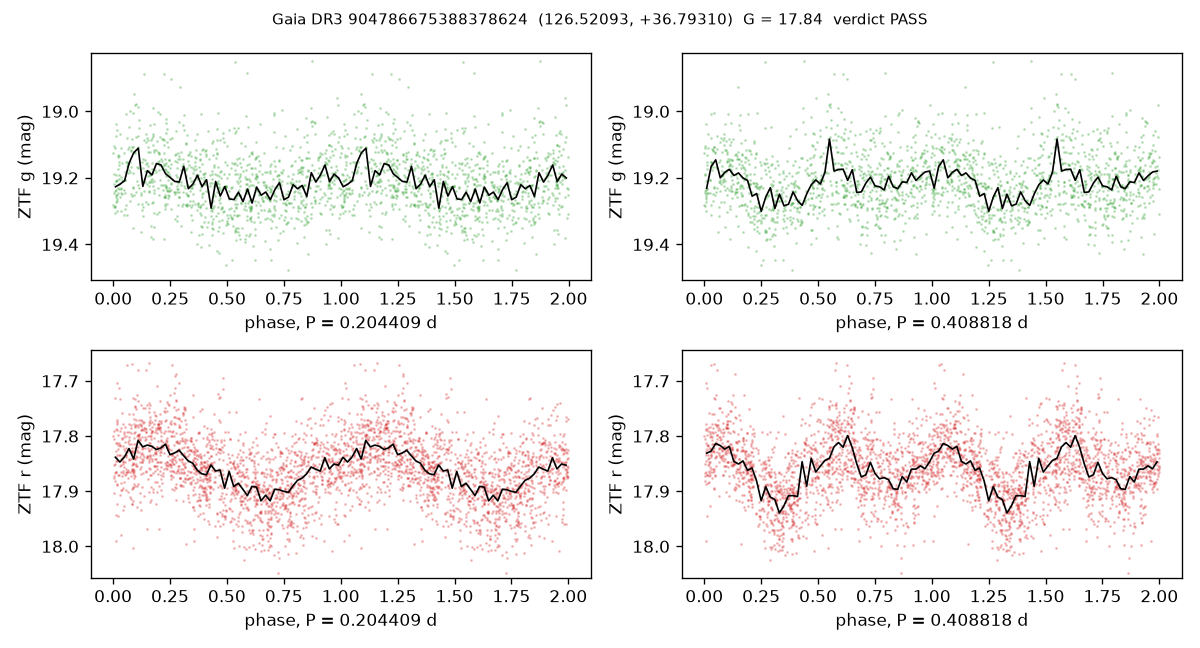 Gaia DR3 904786675388378624 (126.52093, +36.79310) G = 17.84 verdict PASS
ZTF g (mag)
19.0
19.2
19.4
0.00 0.25 0.50 0.75 1.00 1.25 1.50 1.75 2.00
phase, P = 0.204409 d
ZTF g (mag)
19.0
19.2
19.4
0.00 0.25 0.50 0.75 1.00 1.25 1.50 1.75 2.00
phase, P = 0.408818 d
ZTF r (mag)
17.7
17.8
17.9
18.0
0.00 0.25 0.50 0.75 1.00 1.25 1.50 1.75 2.00
phase, P = 0.204409 d
ZTF r (mag)
17.7
17.8
17.9
18.0
0.00 0.25 0.50 0.75 1.00 1.25 1.50 1.75 2.00
phase, P = 0.408818 d